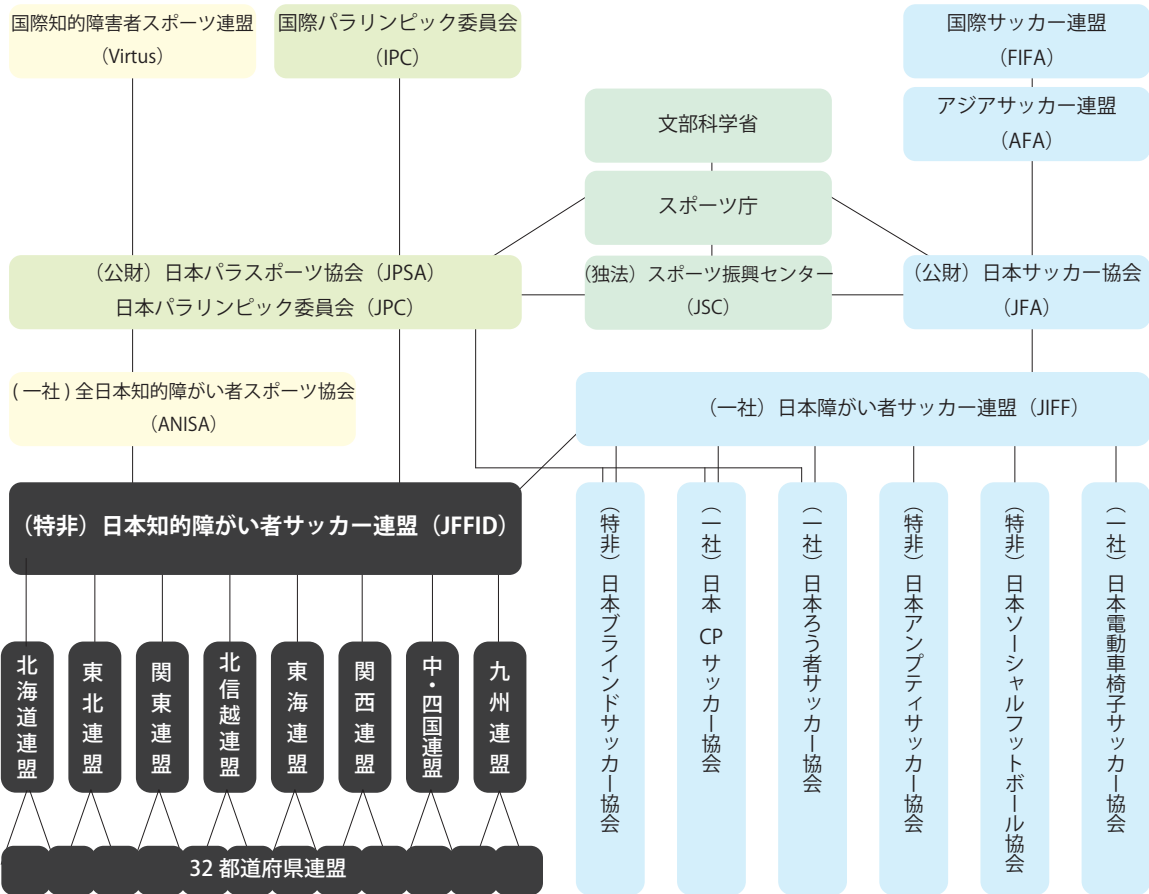 国際知的障害者スポーツ連盟
（Virtus）
国際パラリンピック委員会
（IPC）
国際サッカー連盟
（FIFA）
アジアサッカー連盟
（AFA）
文部科学省
スポーツ庁
（独法）スポーツ振興センター
（JSC）
（公財）日本パラスポーツ協会（JPSA）
日本パラリンピック委員会（JPC）
（公財）日本サッカー協会
（JFA）
( 一社 ) 全日本知的障がい者スポーツ協会
（ANISA）
（一社）日本障がい者サッカー連盟（JIFF）
（特非）日本知的障がい者サッカー連盟（JFFID）
（特非）日本ブラインドサッカー協会
（一社）日本 CP サッカー協会
（一社）日本ろう者サッカー協会
（特非）日本アンプティサッカー協会
（特非）日本ソーシャルフットボール協会
（一社）日本電動車椅子サッカー協会
北海道連盟
東北連盟
関東連盟
北信越連盟
東海連盟
関西連盟
中・四国連盟
九州連盟
32 都道府県連盟